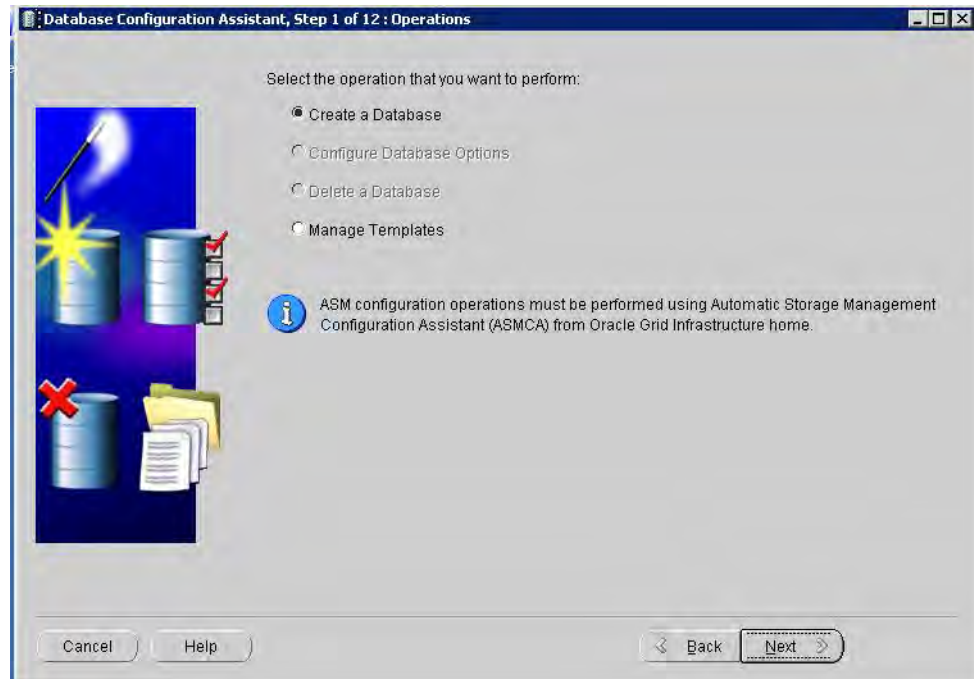 Database Configuration Assistant, Step 1 of 12 : Operations
Select the operation that you want to perform:
Create a Database
Configure Database Options
Delete a Database
Manage Templates
ASM configuration operations must be performed using Automatic Storage Management
Configuration Assistant (ASMCA) from Oracle Grid Infrastructure home.
Cancel
Help
Back
Next